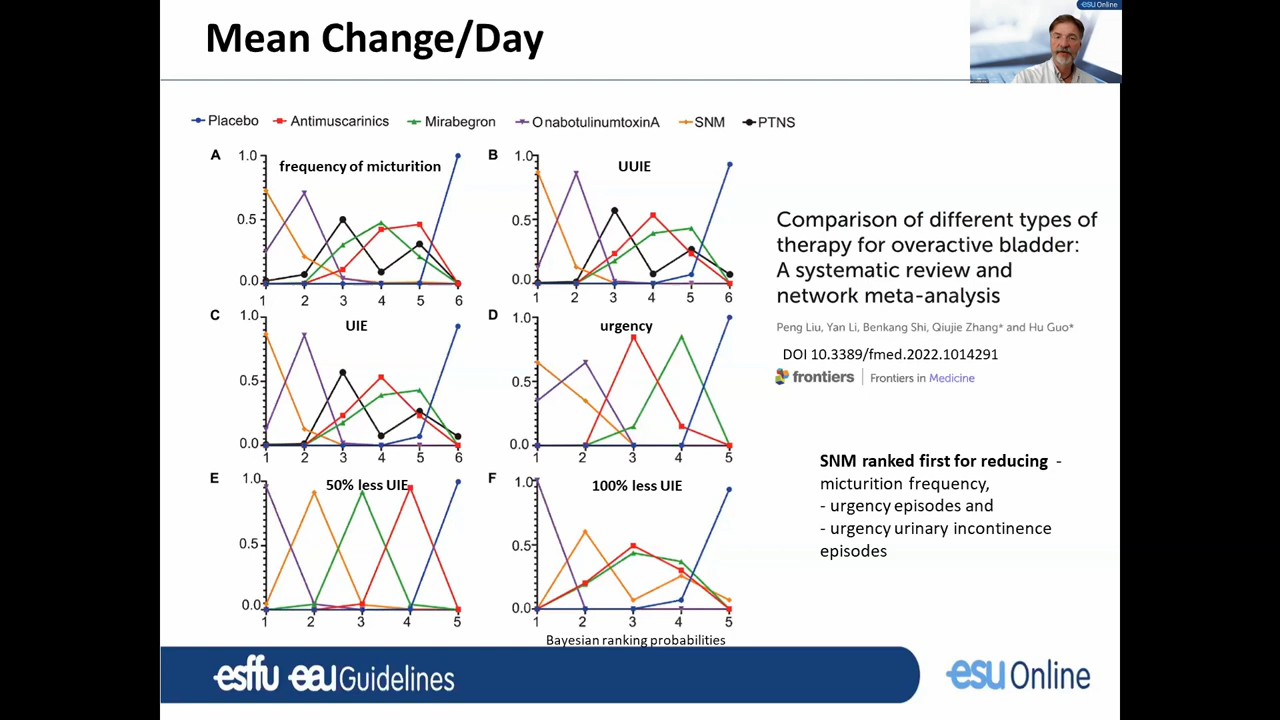 Mean Change/Day
esu Online
Placebo Antimuscarinics Mirabegron OnabotulinumtoxinA SNM PTNS
A
frequency of micturition
1.0
0.5
0.0
1 2 3 4 5 6
B
UUIE
1.0
0.5
0.0
1 2 3 4 5 6
C
UIE
1.0
0.5
0.0
1 2 3 4 5 6
D
urgency
1.0
0.5
0.0
1 2 3 4 5
E
50% less UIE
1.0
0.5
0.0
1 2 3 4 5
F
100% less UIE
1.0
0.5
0.0
1 2 3 4 5
Bayesian ranking probabilities
Comparison of different types of
therapy for overactive bladder:
A systematic review and
network meta-analysis
Peng Liu, Yan Li, Benkang Shi, Qiujie Zhang* and Hu Guo*
DOI 10.3389/fmed.2022.1014291
frontiers | Frontiers in Medicine
SNM ranked first for reducing -
micturition frequency,
- urgency episodes and
- urgency urinary incontinence
episodes
esffu eau Guidelines
esu Online